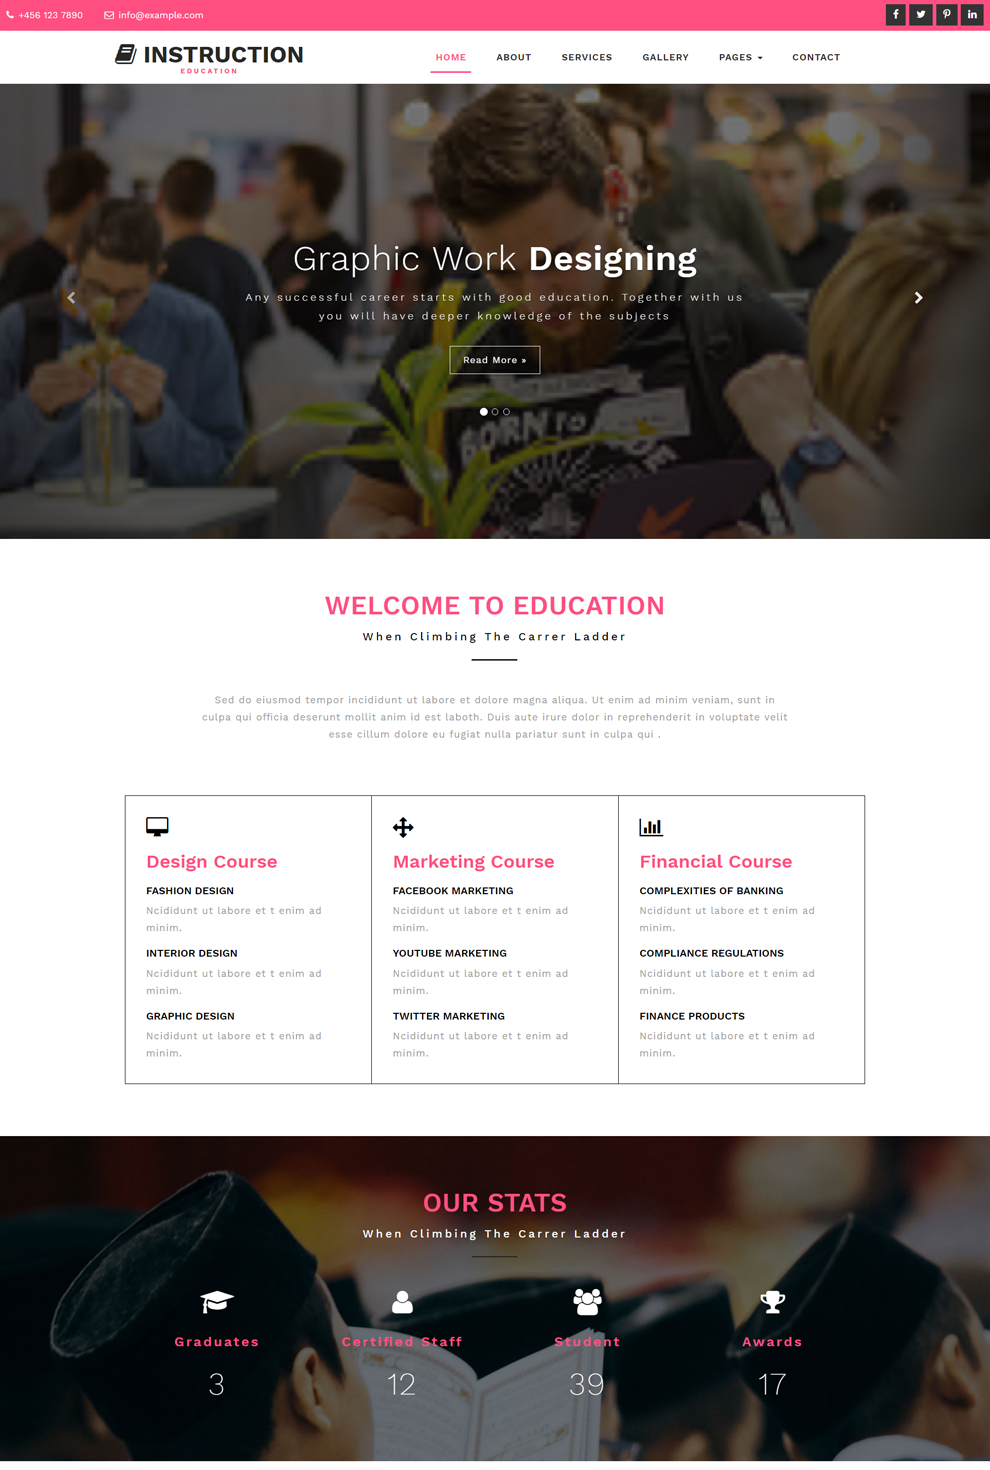 +456 123 7890 info@example.com
INSTRUCTION
EDUCATION
HOME ABOUT SERVICES GALLERY PAGES CONTACT
Graphic Work Designing
Any successful career starts with good education. Together with us
you will have deeper knowledge of the subjects
Read More »
BORN TO
WELCOME TO EDUCATION
When Climbing The Carrer Ladder
Sed do eiusmod tempor incididunt ut labore et dolore magna aliqua. Ut enim ad minim veniam, sunt in
culpa qui officia deserunt mollit anim id est laboth. Duis aute irure dolor in reprehenderit in voluptate velit
esse cillum dolore eu fugiat nulla pariatur sunt in culpa qui .
Design Course
FASHION DESIGN
Ncididunt ut labore et t enim ad
minim.
INTERIOR DESIGN
Ncididunt ut labore et t enim ad
minim.
GRAPHIC DESIGN
Ncididunt ut labore et t enim ad
minim.
Marketing Course
FACEBOOK MARKETING
Ncididunt ut labore et t enim ad
minim.
YOUTUBE MARKETING
Ncididunt ut labore et t enim ad
minim.
TWITTER MARKETING
Ncididunt ut labore et t enim ad
minim.
Financial Course
COMPLEXITIES OF BANKING
Ncididunt ut labore et t enim ad
minim.
COMPLIANCE REGULATIONS
Ncididunt ut labore et t enim ad
minim.
FINANCE PRODUCTS
Ncididunt ut labore et t enim ad
minim.
OUR STATS
When Climbing The Carrer Ladder
Graduates
3
Certified Staff
12
Student
39
Awards
17